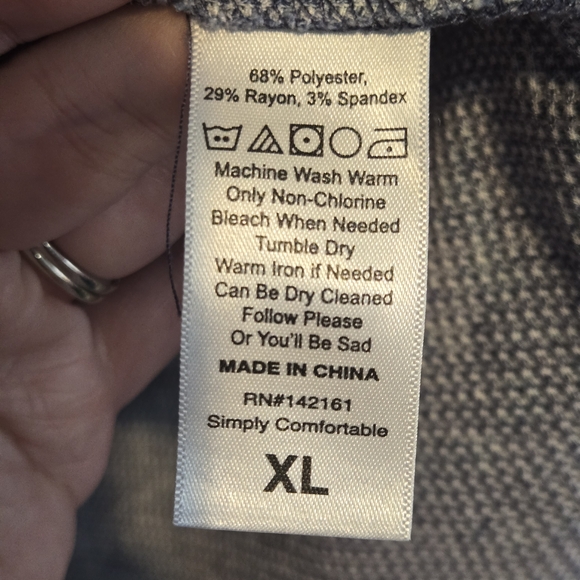 68% Polyester,
29% Rayon, 3% Spandex
Machine Wash Warm
Only Non-Chlorine
Bleach When Needed
Tumble Dry
Warm Iron if Needed
Can Be Dry Cleaned
Follow Please
Or You'll Be Sad
MADE IN CHINA
RN#142161
Simply Comfortable
XL